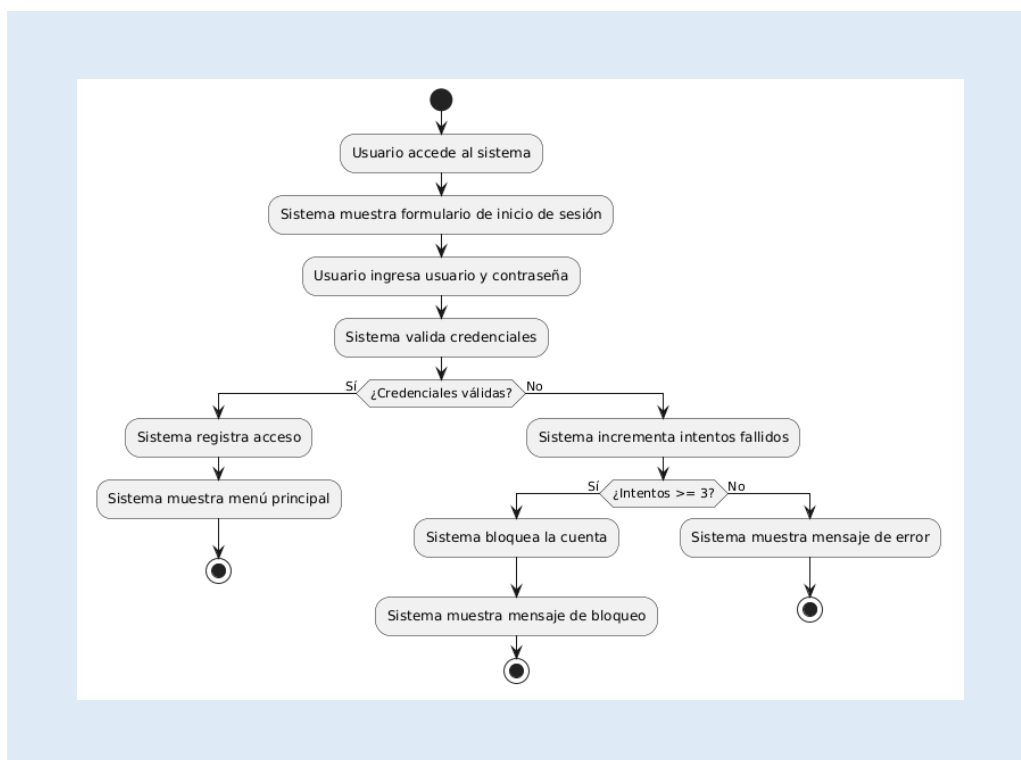 Usuario accede al sistema
Sistema muestra formulario de inicio de sesión
Usuario ingresa usuario y contraseña
Sistema valida credenciales
Sí
¿Credenciales válidas?
No
Sistema registra acceso
Sistema muestra menú principal
Sistema incrementa intentos fallidos
Sí
¿Intentos >= 3?
No
Sistema bloquea la cuenta
Sistema muestra mensaje de bloqueo
Sistema muestra mensaje de error